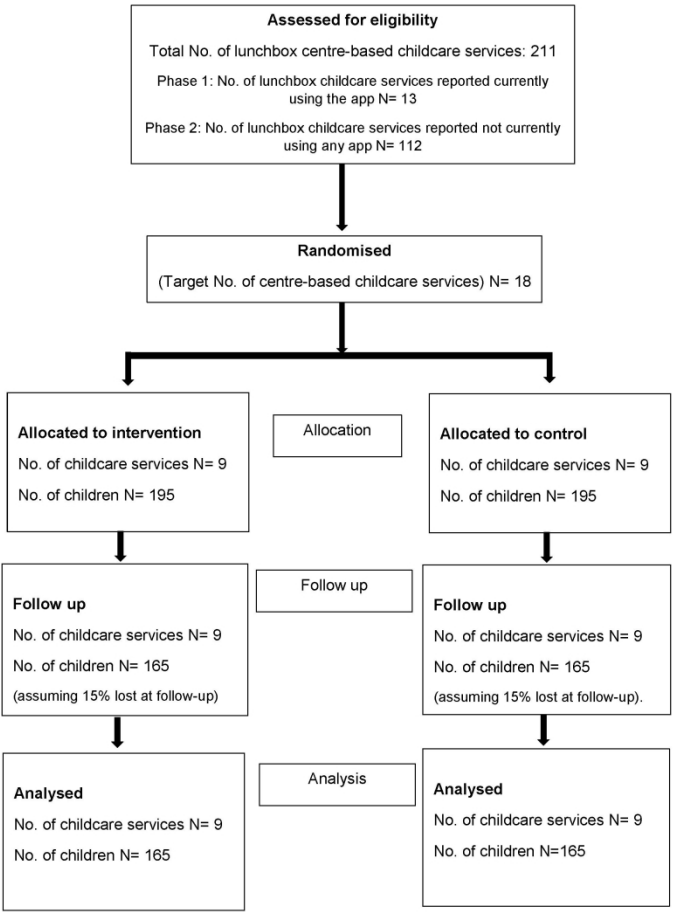 Assessed for eligibility
Total No. of lunchbox centre-based childcare services: 211
Phase 1: No. of lunchbox childcare services reported currently
using the app N= 13
Phase 2: No. of lunchbox childcare services reported not currently
using any app N= 112
Randomised
(Target No. of centre-based childcare services) N= 18
Allocated to intervention
No. of childcare services N= 9
No. of children N= 195
Allocation
Allocated to control
No. of childcare services N= 9
No. of children N= 195
Follow up
No. of childcare services N= 9
No. of children N= 165
(assuming 15% lost at follow-up)
Follow up
Follow up
No. of childcare services N= 9
No. of children N= 165
(assuming 15% lost at follow-up).
Analysed
No. of childcare services N= 9
No. of children N= 165
Analysis
Analysed
No. of childcare services N= 9
No. of children N=165